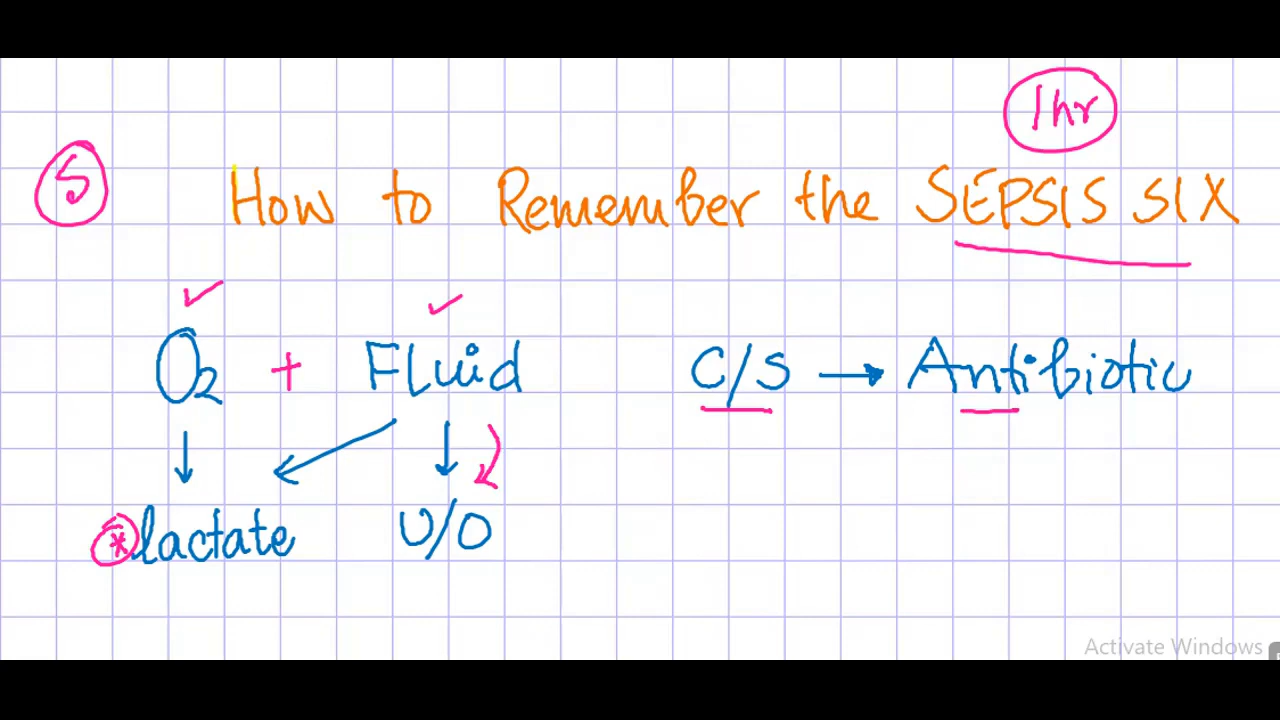 1hr
5 How to Remember the SEPSIS SIX
O2 + Fluid C/S → Antibiotic
*lactate U/O
Activate Windows